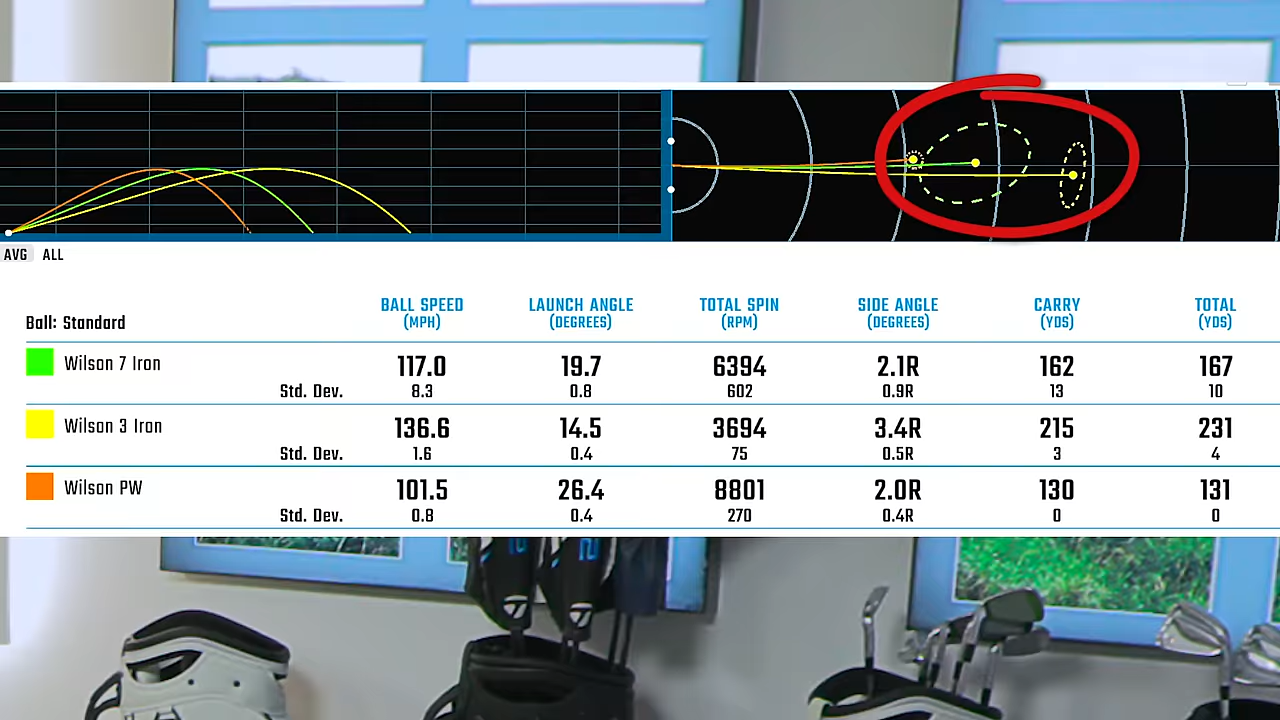 AVG ALL
Ball: Standard
BALL SPEED (MPH) LAUNCH ANGLE (DEGREES) TOTAL SPIN (RPM) SIDE ANGLE (DEGREES) CARRY (YDS) TOTAL (YDS)
Wilson 7 Iron 117.0 19.7 6394 2.1R 162 167
Std. Dev. 8.3 0.8 602 0.9R 13 10
Wilson 3 Iron 136.6 14.5 3694 3.4R 215 231
Std. Dev. 1.6 0.4 75 0.5R 3 4
Wilson PW 101.5 26.4 8801 2.0R 130 131
Std. Dev. 0.8 0.4 270 0.4R 0 0